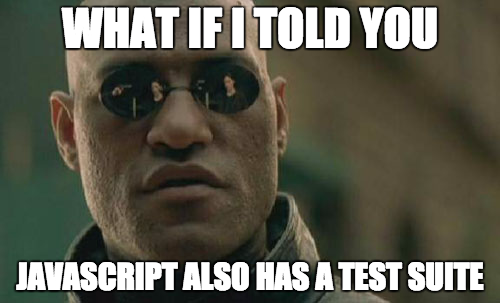 WHAT IF I TOLD YOU
JAVASCRIPT ALSO HAS A TEST SUITE